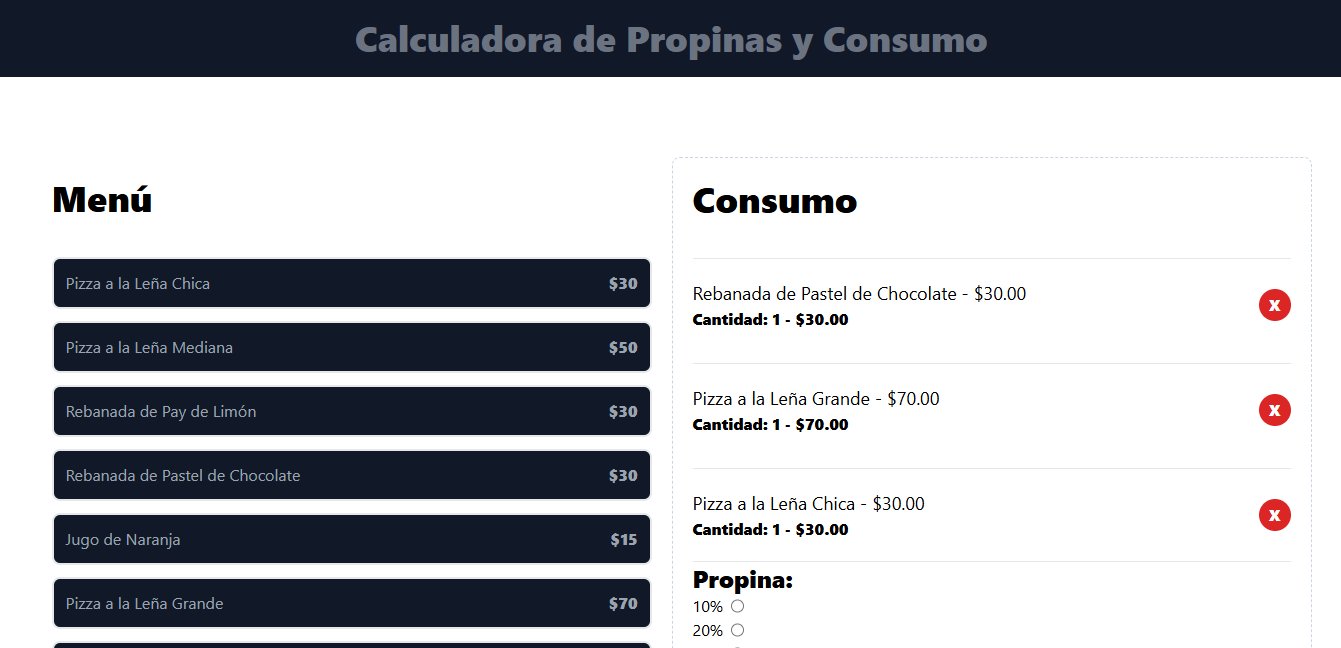 Calculadora de Propinas y Consumo
Menú
Pizza a la Leña Chica $30
Pizza a la Leña Mediana $50
Rebanada de Pay de Limón $30
Rebanada de Pastel de Chocolate $30
Jugo de Naranja $15
Pizza a la Leña Grande $70
Consumo
Rebanada de Pastel de Chocolate - $30.00
Cantidad: 1 - $30.00
X
Pizza a la Leña Grande - $70.00
Cantidad: 1 - $70.00
X
Pizza a la Leña Chica - $30.00
Cantidad: 1 - $30.00
X
Propina:
10%
20%